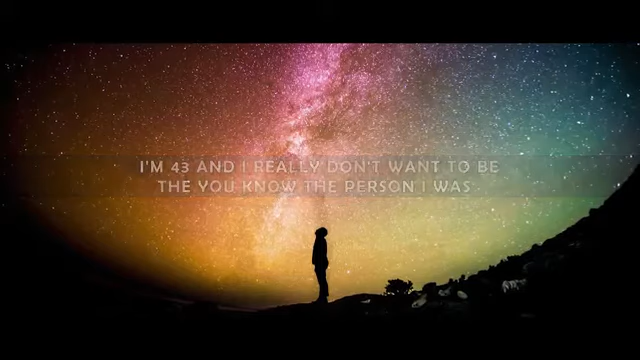 I'M 43 AND I REALLY DON'T WANT TO BE
THE YOU KNOW THE PERSON I WAS